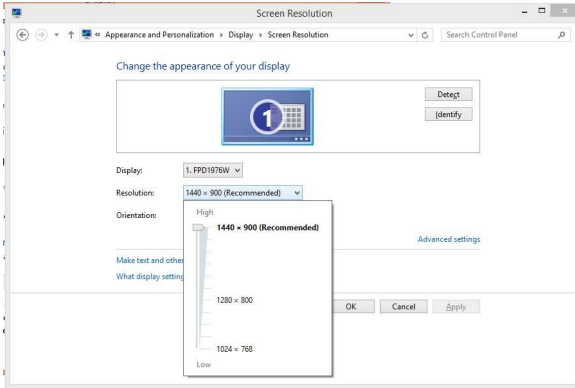 Screen Resolution
« Appearance and Personalization ▸ Display ▸ Screen Resolution
Search Control Panel
Change the appearance of your display
1
Detect
Identify
Display: 1. FPD1976W
Resolution: 1440 × 900 (Recommended)
Orientation:
High
1440 × 900 (Recommended)
Advanced settings
Make text and other
What display setting
1280 × 800
OK Cancel Apply
1024 × 768
Low